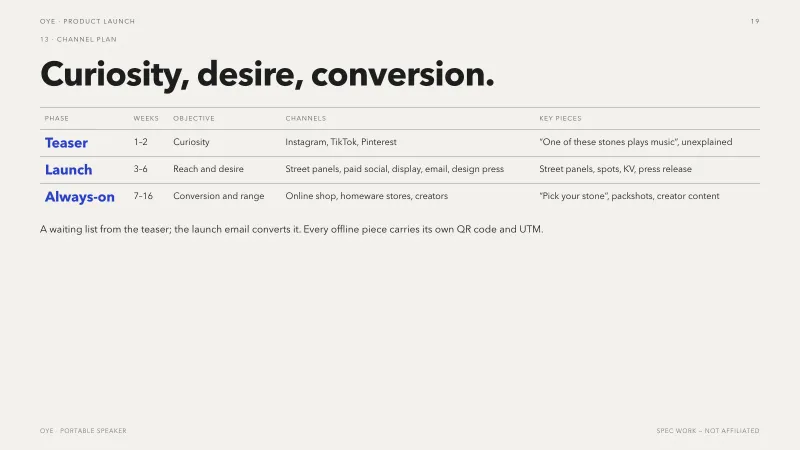 OYE · PRODUCT LAUNCH 19
13 · CHANNEL PLAN
Curiosity, desire, conversion.
PHASE WEEKS OBJECTIVE CHANNELS KEY PIECES
Teaser 1–2 Curiosity Instagram, TikTok, Pinterest “One of these stones plays music”, unexplained
Launch 3–6 Reach and desire Street panels, paid social, display, email, design press Street panels, spots, KV, press release
Always-on 7–16 Conversion and range Online shop, homeware stores, creators “Pick your stone”, packshots, creator content
A waiting list from the teaser; the launch email converts it. Every offline piece carries its own QR code and UTM.
OYE · PORTABLE SPEAKER SPEC WORK – NOT AFFILIATED